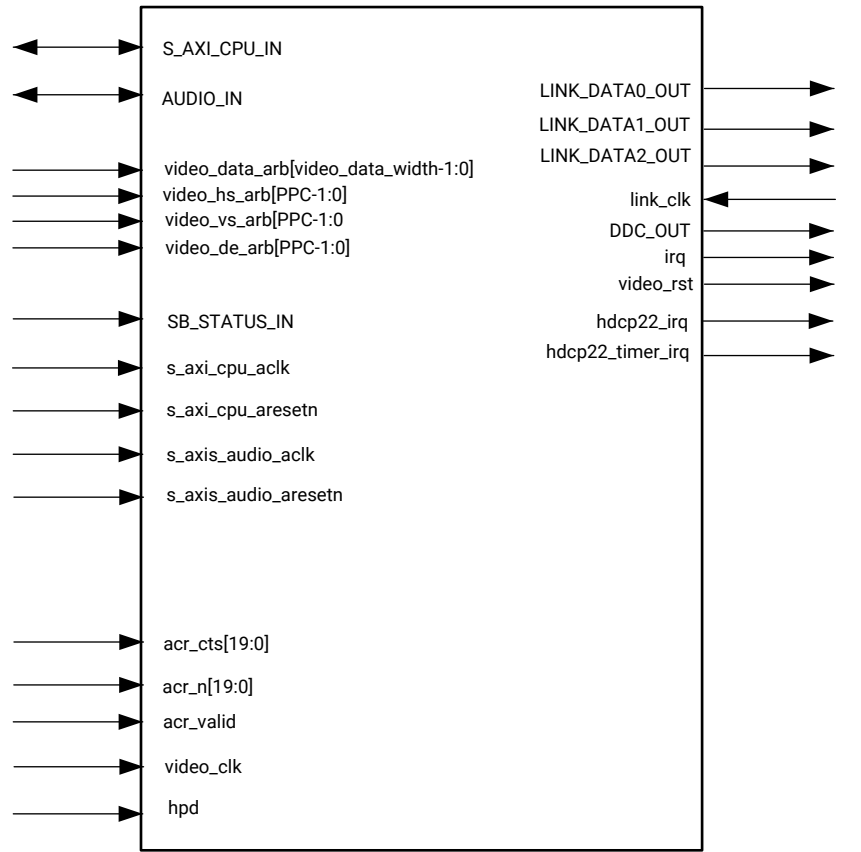 S_AXI_CPU_IN
AUDIO_IN
video_data_arb[video_data_width-1:0]
video_hs_arb[PPC-1:0]
video_vs_arb[PPC-1:0
video_de_arb[PPC-1:0]
SB_STATUS_IN
s_axi_cpu_aclk
s_axi_cpu_aresetn
s_axis_audio_aclk
s_axis_audio_aresetn
acr_cts[19:0]
acr_n[19:0]
acr_valid
video_clk
hpd
LINK_DATA0_OUT
LINK_DATA1_OUT
LINK_DATA2_OUT
link_clk
DDC_OUT
irq
video_rst
hdcp22_irq
hdcp22_timer_irq